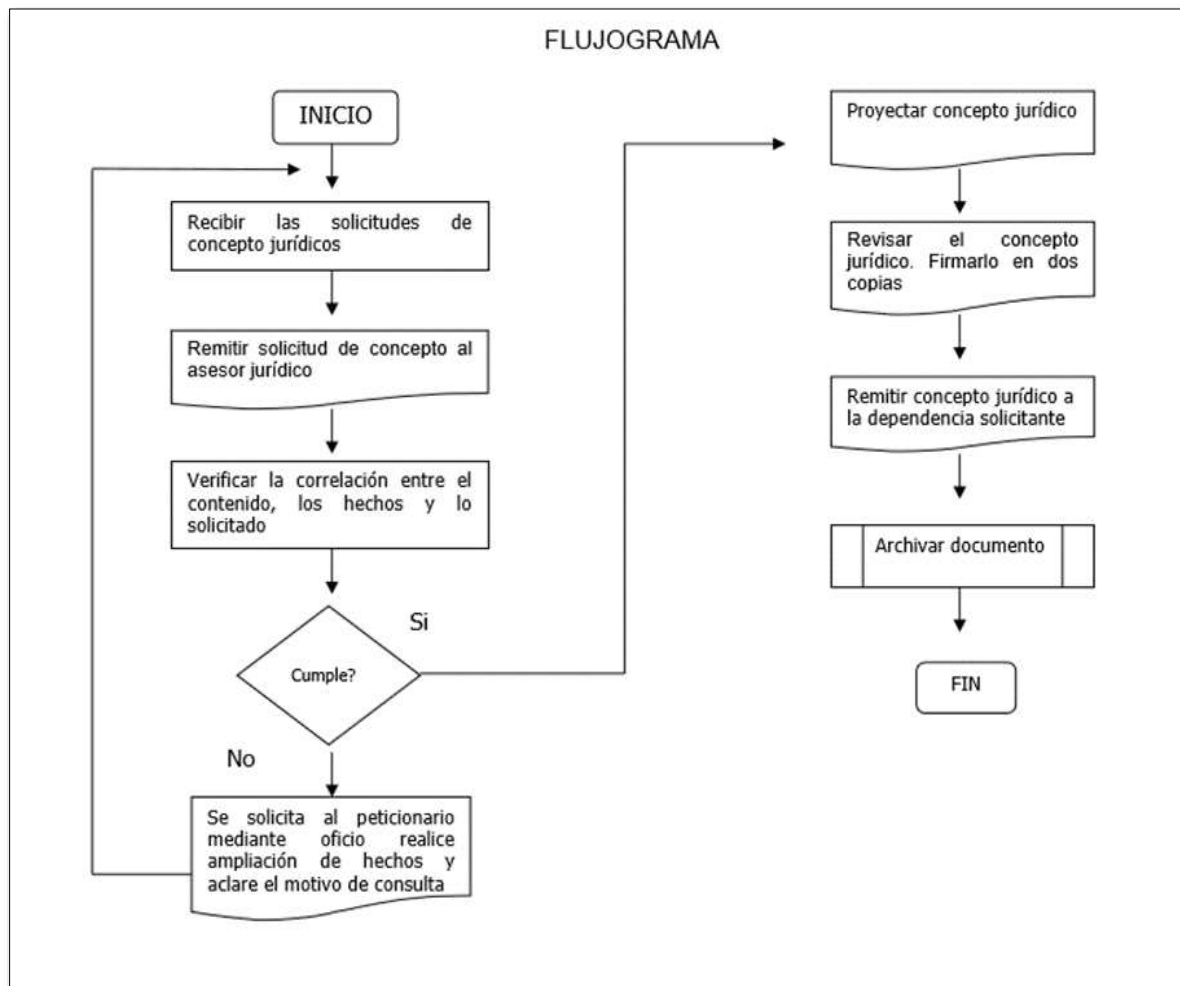 FLUJOGRAMA
INICIO
Recibir las solicitudes de
concepto jurídicos
Remitir solicitud de concepto al
asesor jurídico
Verificar la correlación entre el
contenido, los hechos y lo
solicitado
Cumple?
Si
No
Se solicita al peticionario
mediante oficio realice
ampliación de hechos y
aclare el motivo de consulta
Proyectar concepto jurídico
Revisar el concepto
jurídico. Firmarlo en dos
copias
Remitir concepto jurídico a
la dependencia solicitante
Archivar documento
FIN